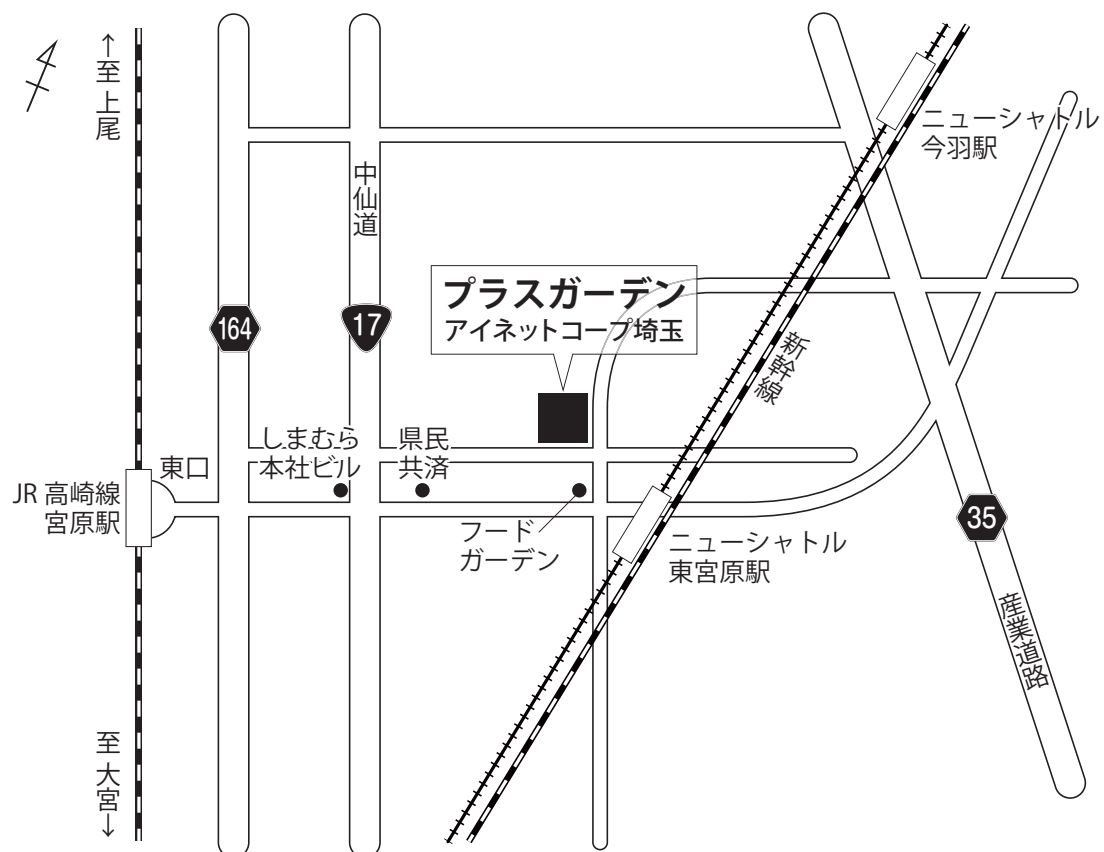 ↑至上尾
ニューシャトル
今羽駅
中仙道
プラスガーデン
アイネットコープ埼玉
164
17
新幹線
しまむら
本社ビル
県民
共済
東口
JR 高崎線
宮原駅
フード
ガーデン
ニューシャトル
東宮原駅
35
産業道路
至大宮↓